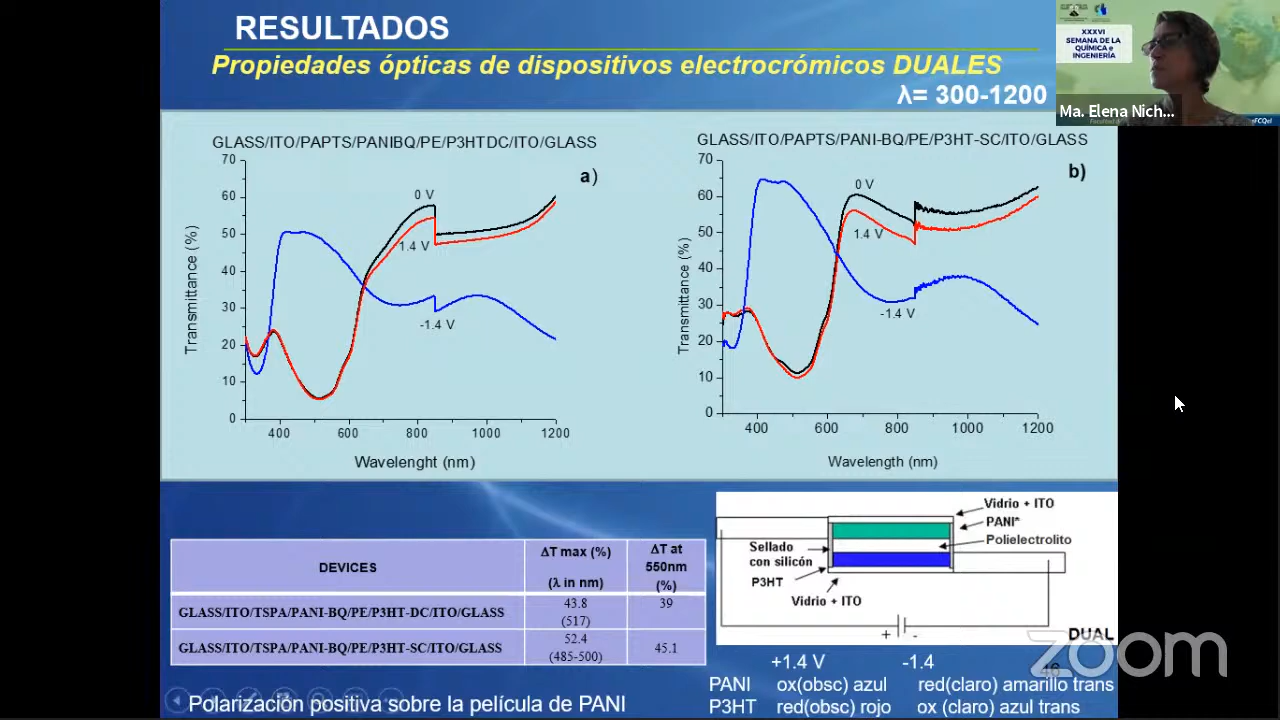 RESULTADOS
Propiedades ópticas de dispositivos electrocrómicos DUALES
λ= 300-1200
XXXVI
SEMANA DE LA
QUÍMICA e
INGENIERÍA
Ma. Elena Nich...
GLASS/ITO/PAPTS/PANIBQ/PE/P3HTDC/ITO/GLASS
a)
70
60
50
40
30
20
10
0
Transmittance (%)
0 V
1.4 V
-1.4 V
400 600 800 1000 1200
Wavelenght (nm)
GLASS/ITO/PAPTS/PANI-BQ/PE/P3HT-SC/ITO/GLASS
b)
70
60
50
40
30
20
10
0
Transmittance (%)
0 V
1.4 V
-1.4 V
400 600 800 1000 1200
Wavelength (nm)
DEVICES
ΔT max (%)
(λ in nm)
ΔT at
550nm
(%)
GLASS/ITO/TSPA/PANI-BQ/PE/P3HT-DC/ITO/GLASS
43.8
(517)
39
GLASS/ITO/TSPA/PANI-BQ/PE/P3HT-SC/ITO/GLASS
52.4
(485-500)
45.1
Polarización positiva sobre la película de PANI
Vidrio + ITO
PANI*
Polielectrolito
Sellado
con silicón
P3HT
Vidrio + ITO
+ -
DUAL
46
zoom
+1.4 V -1.4
PANI ox(obsc) azul red(claro) amarillo trans
P3HT red(obsc) rojo ox (claro) azul trans